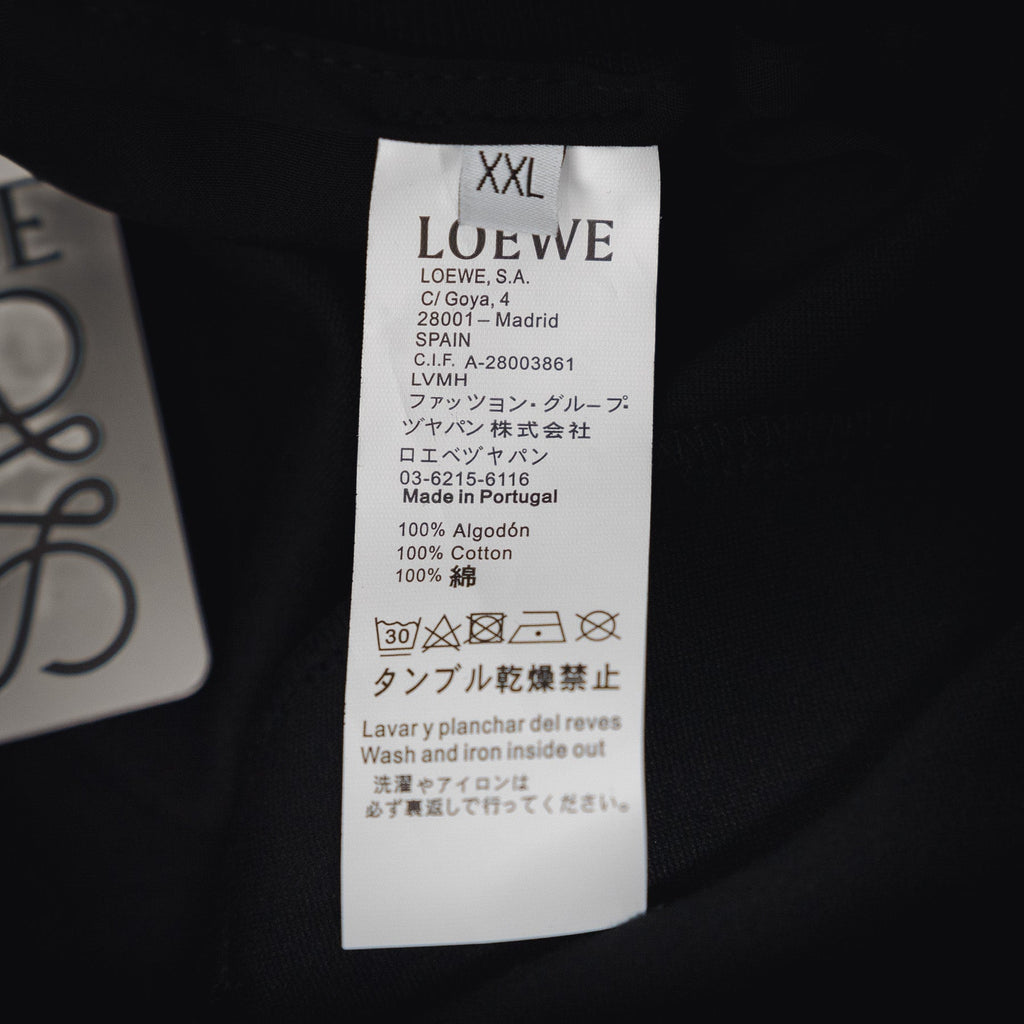 XXL
LOEWE
LOEWE, S.A.
C/ Goya, 4
28001 – Madrid
SPAIN
C.I.F. A-28003861
LVMH
ファッツョン・グループ
ヅャパン 株式会社
ロエベヅャパン
03-6215-6116
Made in Portugal
100% Algodón
100% Cotton
100% 綿
30
タンブル乾燥禁止
Lavar y planchar del reves
Wash and iron inside out
洗濯やアイロンは
必ず裏返しで行ってください。
E